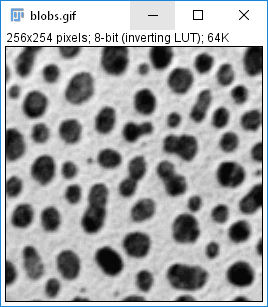 blobs.gif
256x254 pixels; 8-bit (inverting LUT); 64K